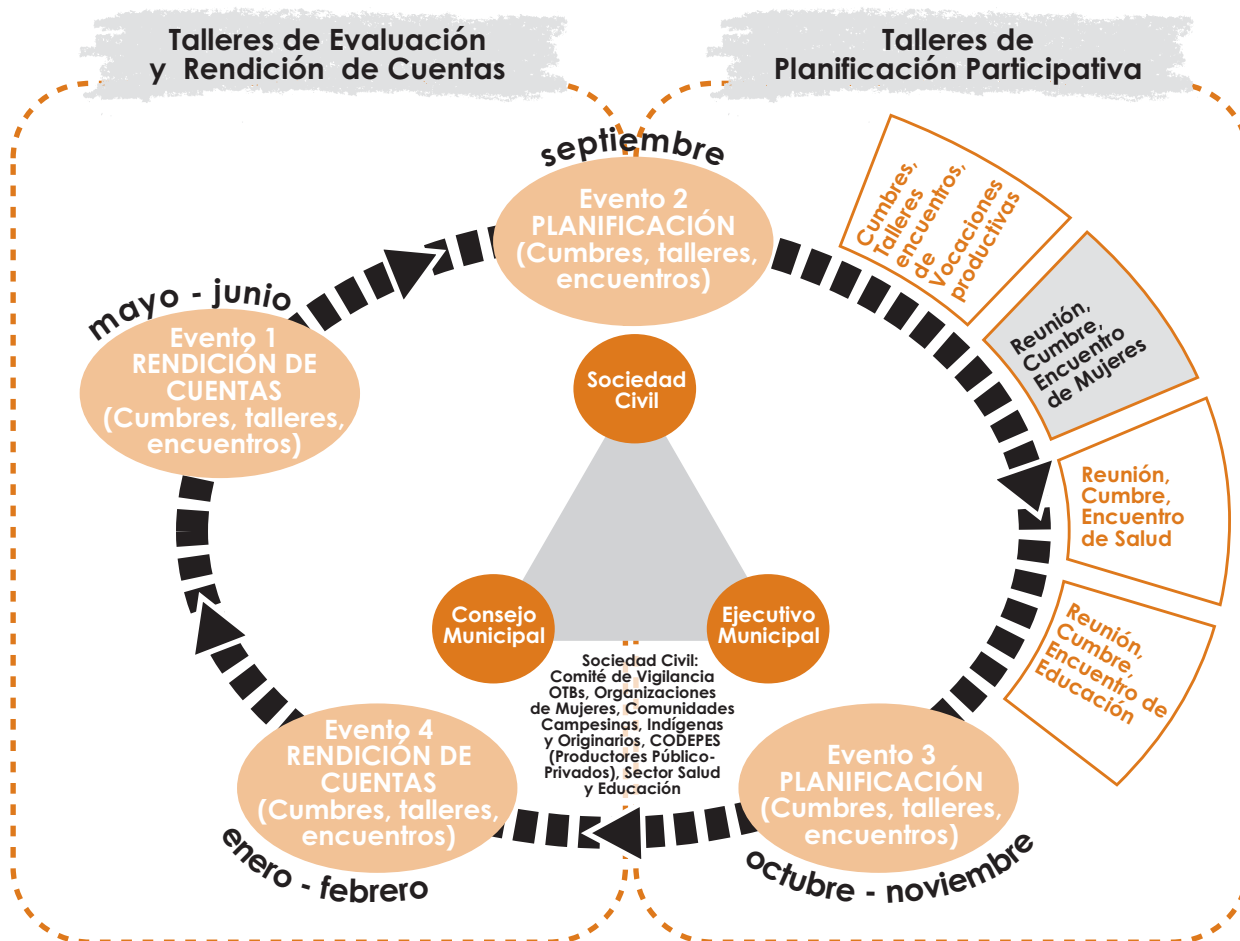 Talleres de Evaluación
y Rendición de Cuentas
Talleres de
Planificación Participativa
septiembre
Evento 2
PLANIFICACIÓN
(Cumbres, talleres,
encuentros)
Cumbres,
Talleres
encuentros,
de
Vocaciones
productivas
Reunión,
Cumbre,
Encuentro
de Mujeres
Reunión,
Cumbre,
Encuentro
de Salud
Reunión,
Cumbre,
Encuentro de
Educación
mayo - junio
Evento 1
RENDICIÓN DE
CUENTAS
(Cumbres, talleres,
encuentros)
Sociedad
Civil
Consejo
Municipal
Ejecutivo
Municipal
Sociedad Civil:
Comité de Vigilancia
OTBs, Organizaciones
de Mujeres, Comunidades
Campesinas, Indígenas
y Originarios, CODEPES
(Productores Público-
Privados), Sector Salud
y Educación
Evento 4
RENDICIÓN DE
CUENTAS
(Cumbres, talleres,
encuentros)
enero - febrero
Evento 3
PLANIFICACIÓN
(Cumbres, talleres,
encuentros)
octubre - noviembre